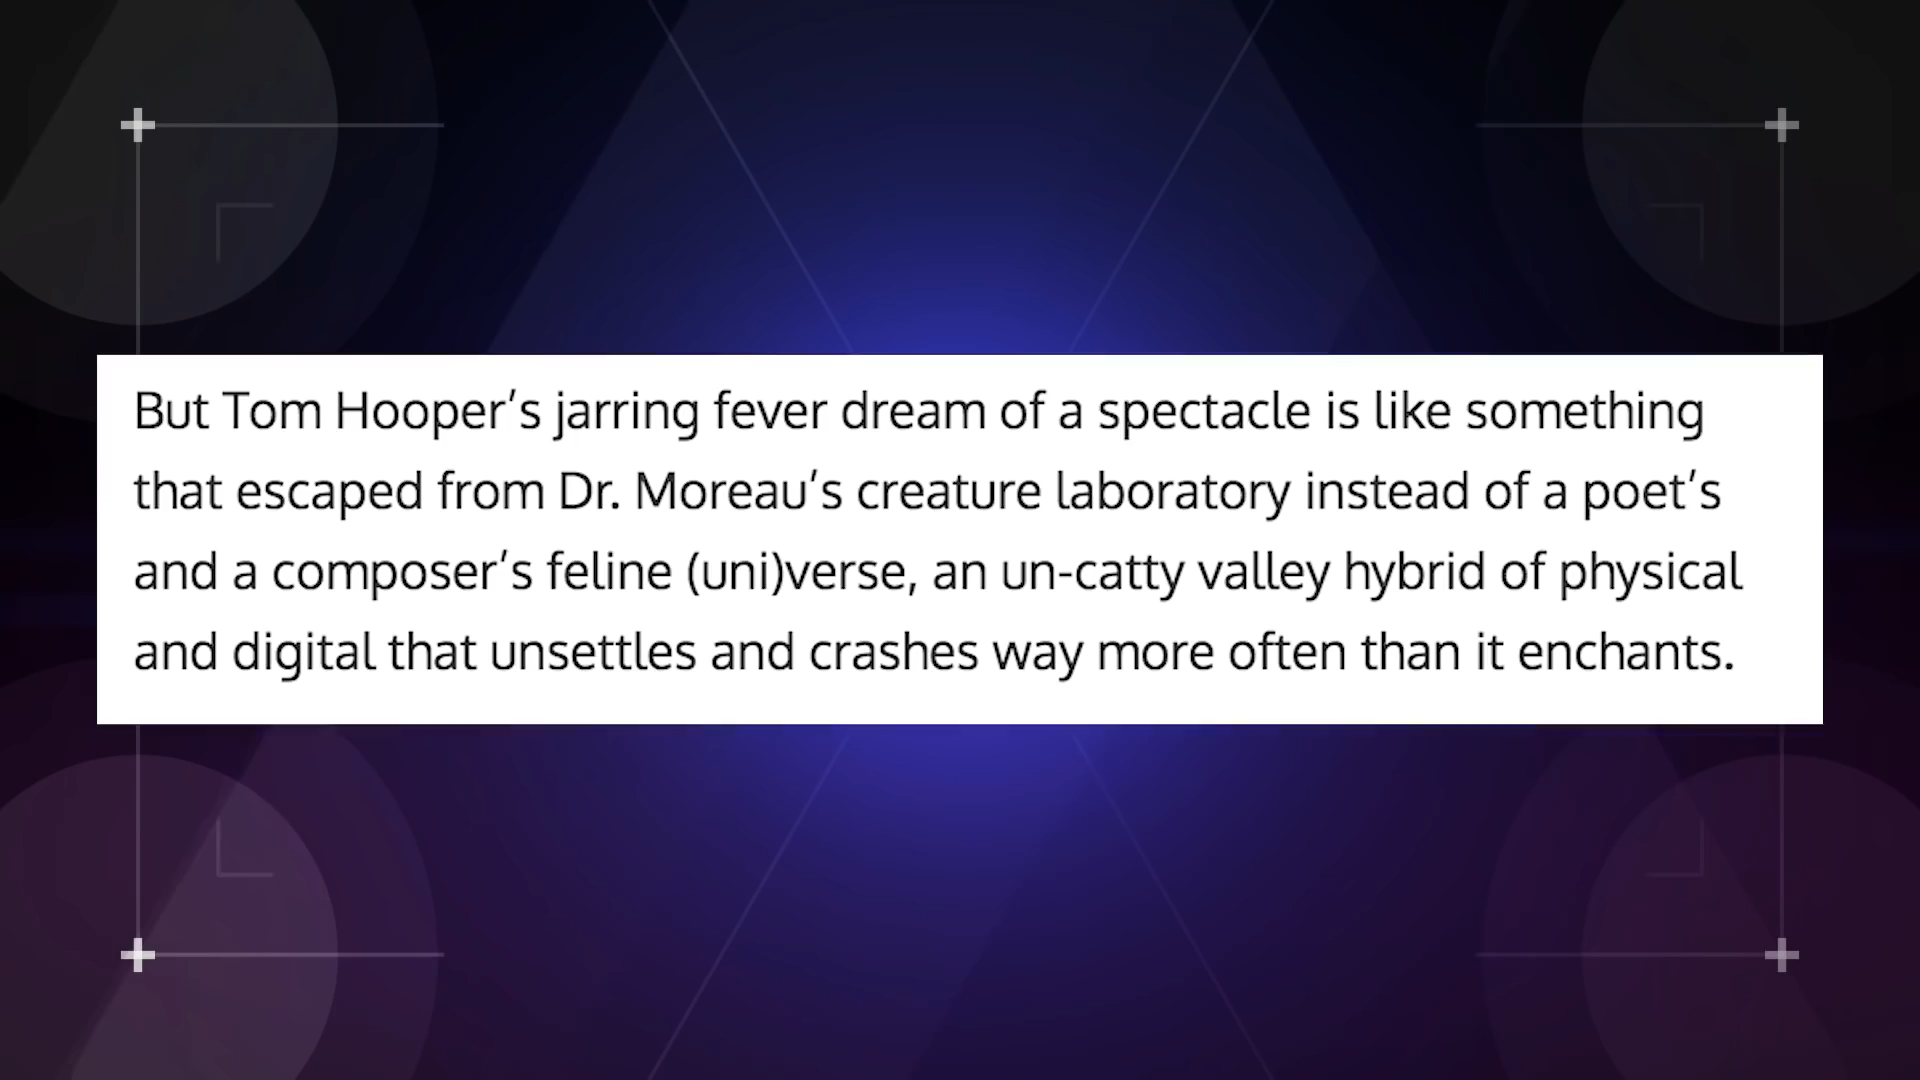 But Tom Hooper’s jarring fever dream of a spectacle is like something
that escaped from Dr. Moreau’s creature laboratory instead of a poet’s
and a composer’s feline (uni)verse, an un-catty valley hybrid of physical
and digital that unsettles and crashes way more often than it enchants.